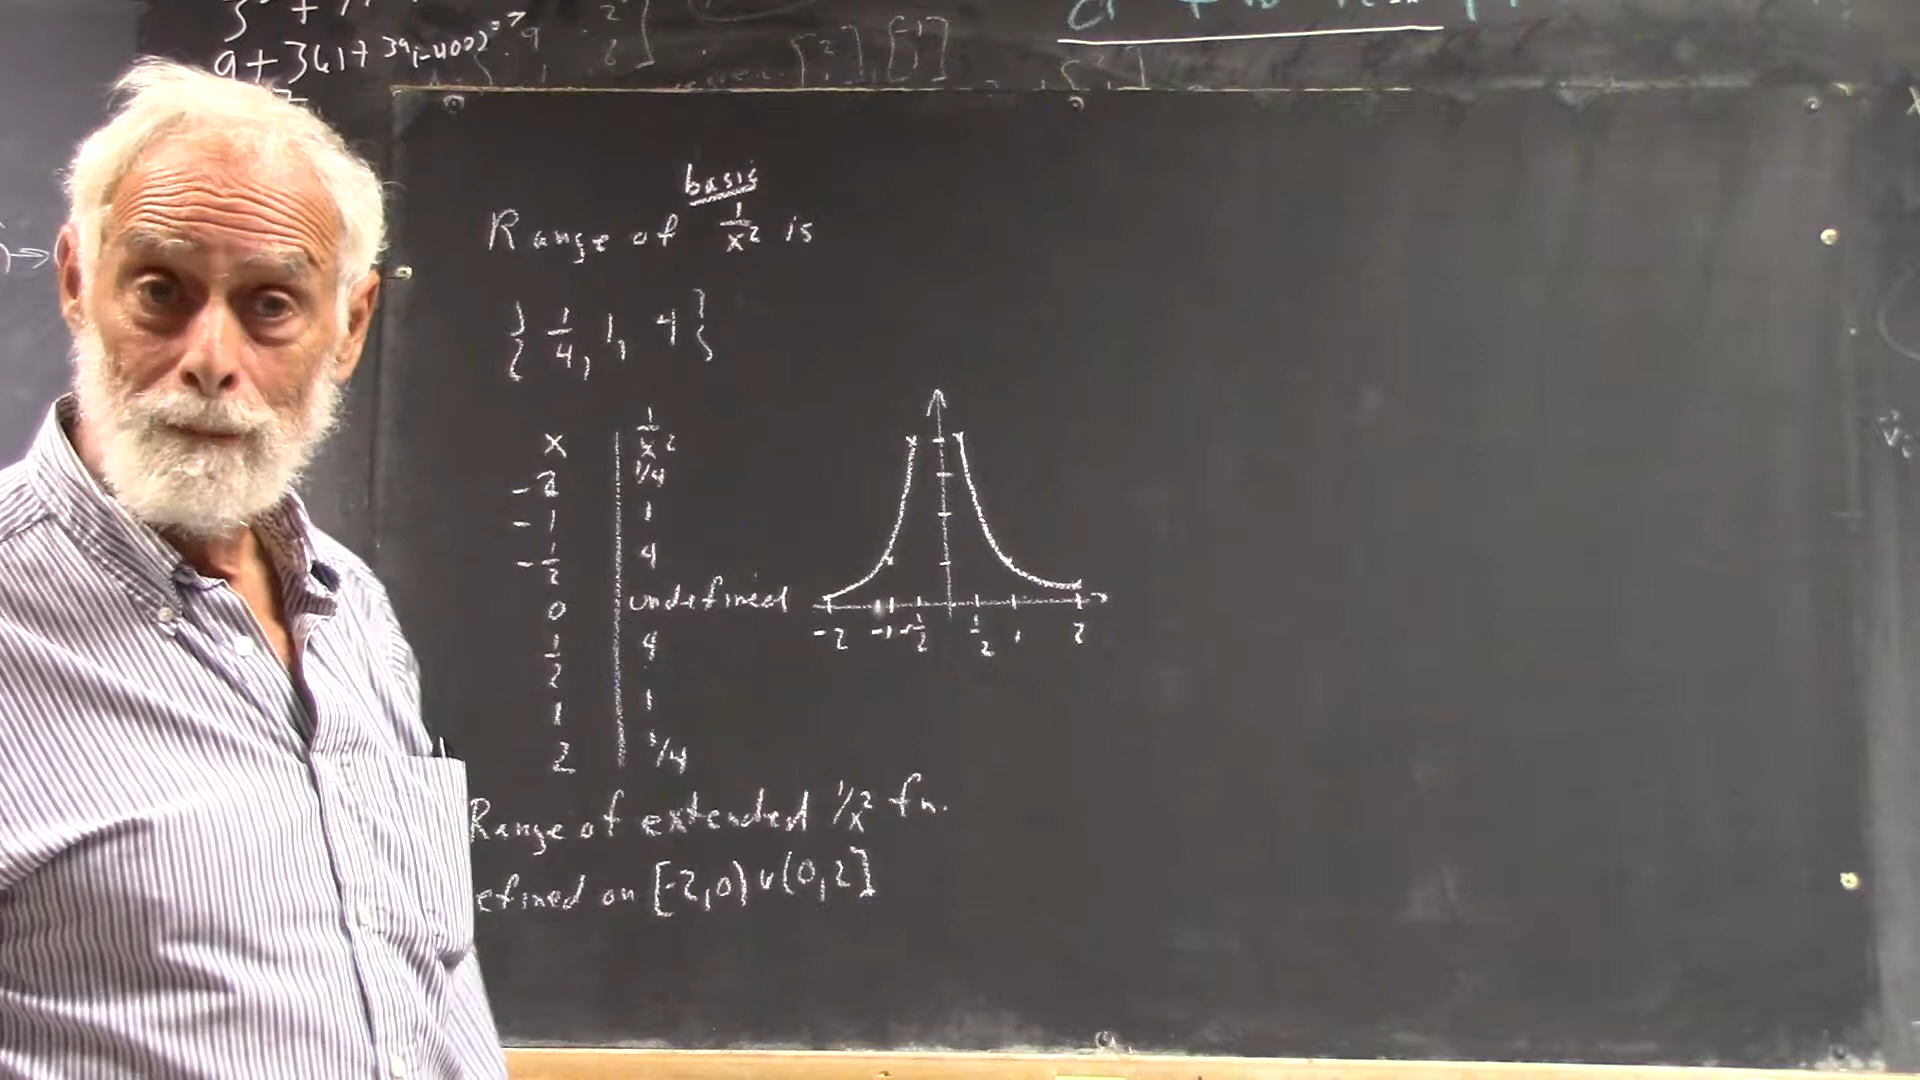 basis
Range of 1/x² is
{ 1/4, 1, 4 }
x | 1/x²
-2 | 1/4
-1 | 1
-1/2 | 4
0 | undefined
1/2 | 4
1 | 1
2 | 1/4
-2 -1 -1/2 1/2 1 2
Range of extended 1/x² fn.
efined on [-2,0) ∪ (0,2]